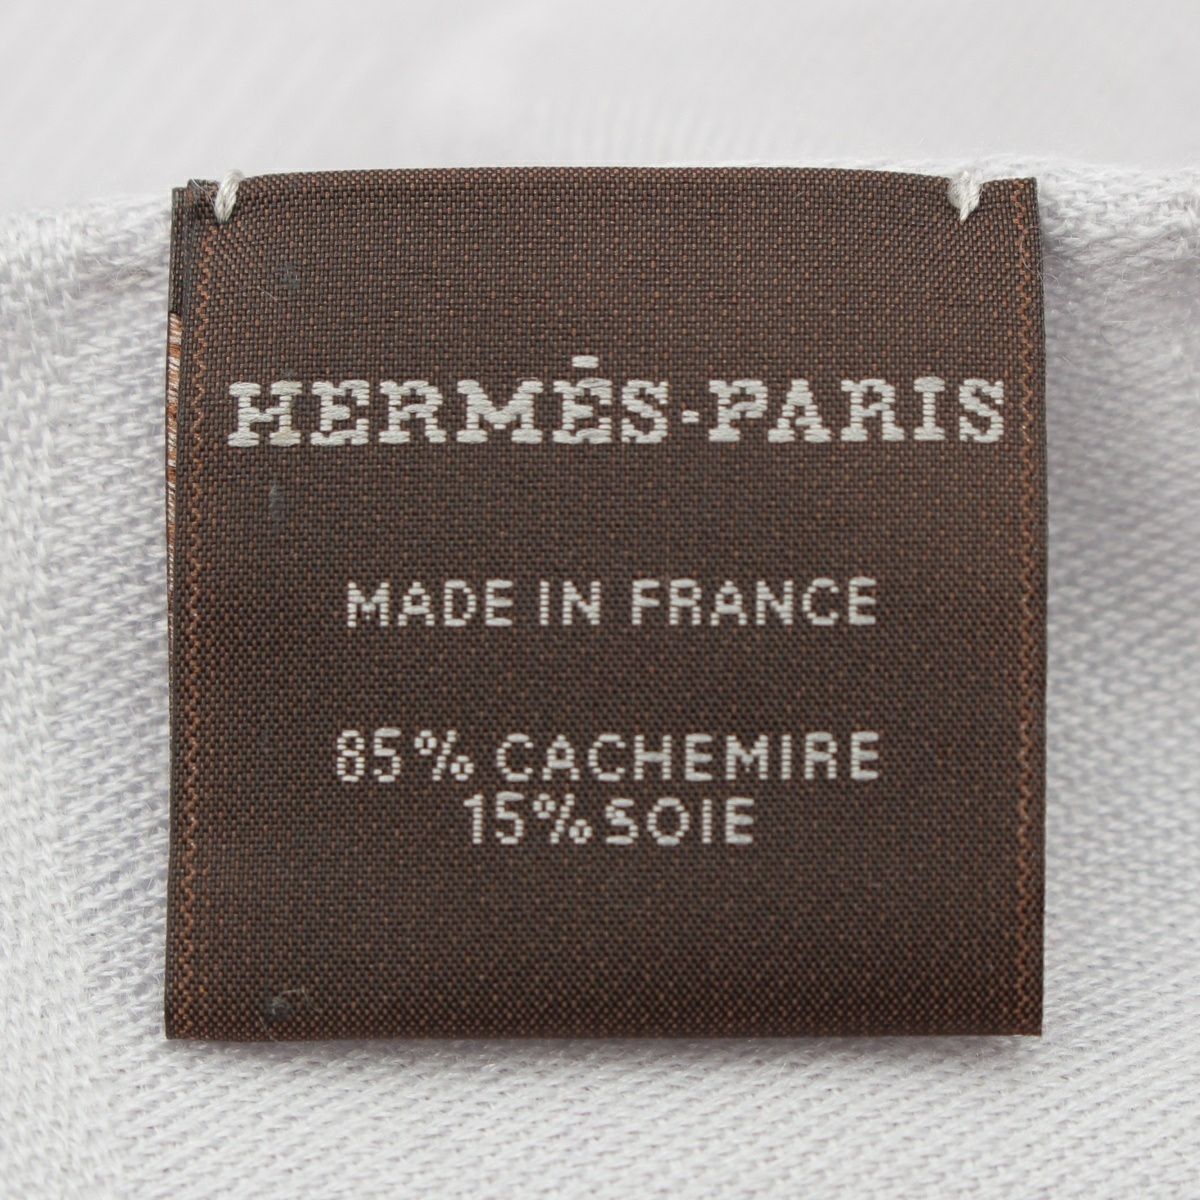 HERMÈS-PARIS
MADE IN FRANCE
85% CACHEMIRE
15% SOIE